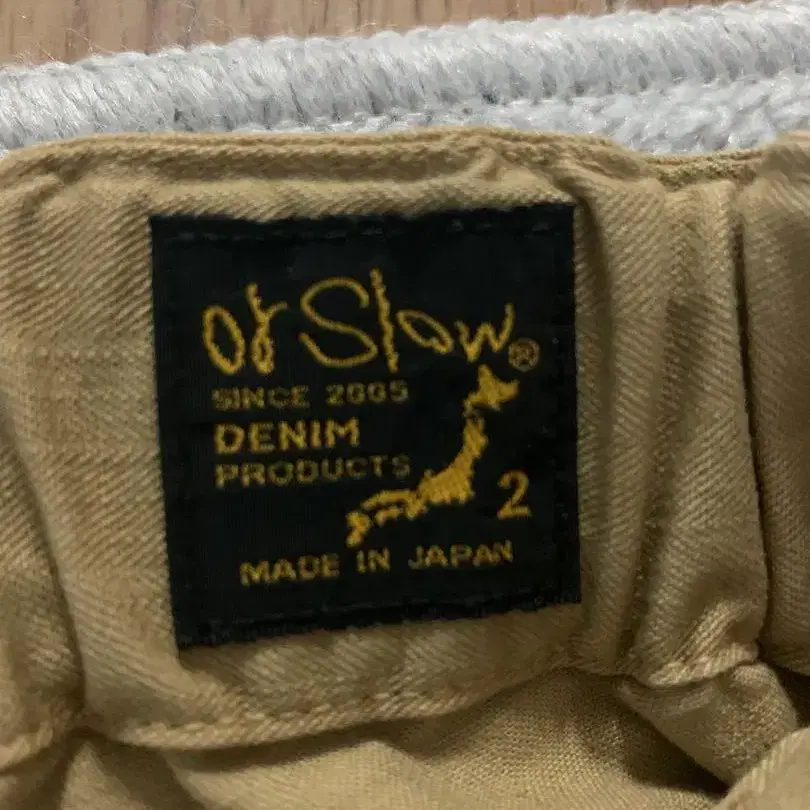 orSlow®
SINCE 2005
DENIM
PRODUCTS
2
MADE IN JAPAN